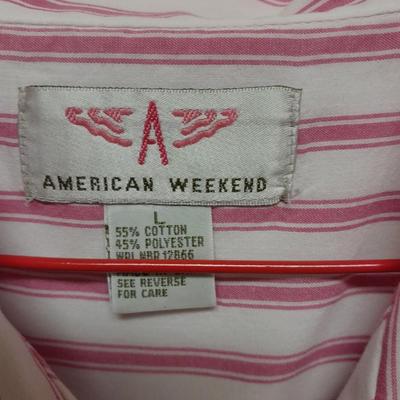 A
AMERICAN WEEKEND
L
55% COTTON
45% POLYESTER
WPL NBR 12866
SEE REVERSE
FOR CARE